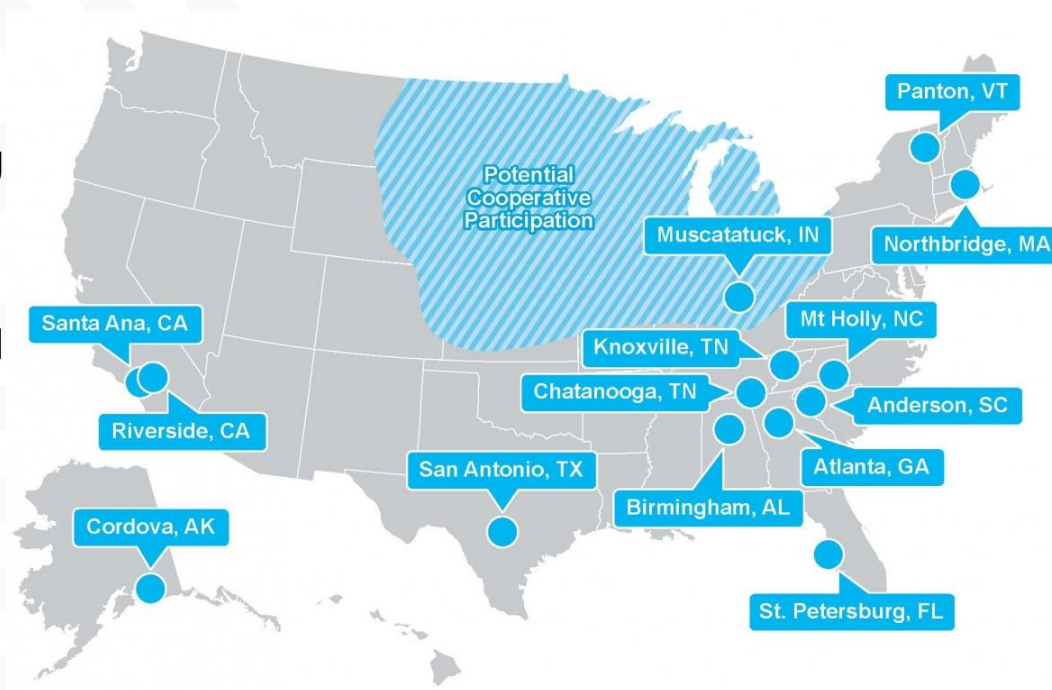 Panton, VT
Potential
Cooperative
Participation
Muscatatuck, IN
Northbridge, MA
Santa Ana, CA
Mt Holly, NC
Knoxville, TN
Chatanooga, TN
Anderson, SC
Riverside, CA
San Antonio, TX
Atlanta, GA
Birmingham, AL
Cordova, AK
St. Petersburg, FL